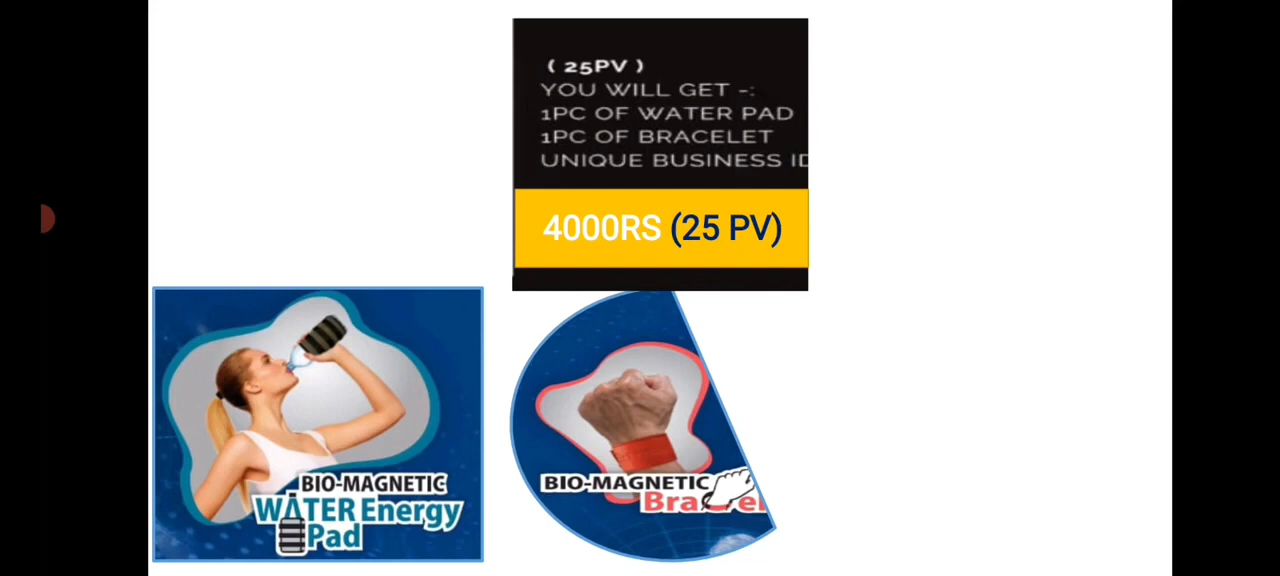 ( 25PV )
YOU WILL GET -:
1PC OF WATER PAD
1PC OF BRACELET
UNIQUE BUSINESS ID
4000RS (25 PV)
BIO-MAGNETIC
WATER Energy
Pad
BIO-MAGNETIC